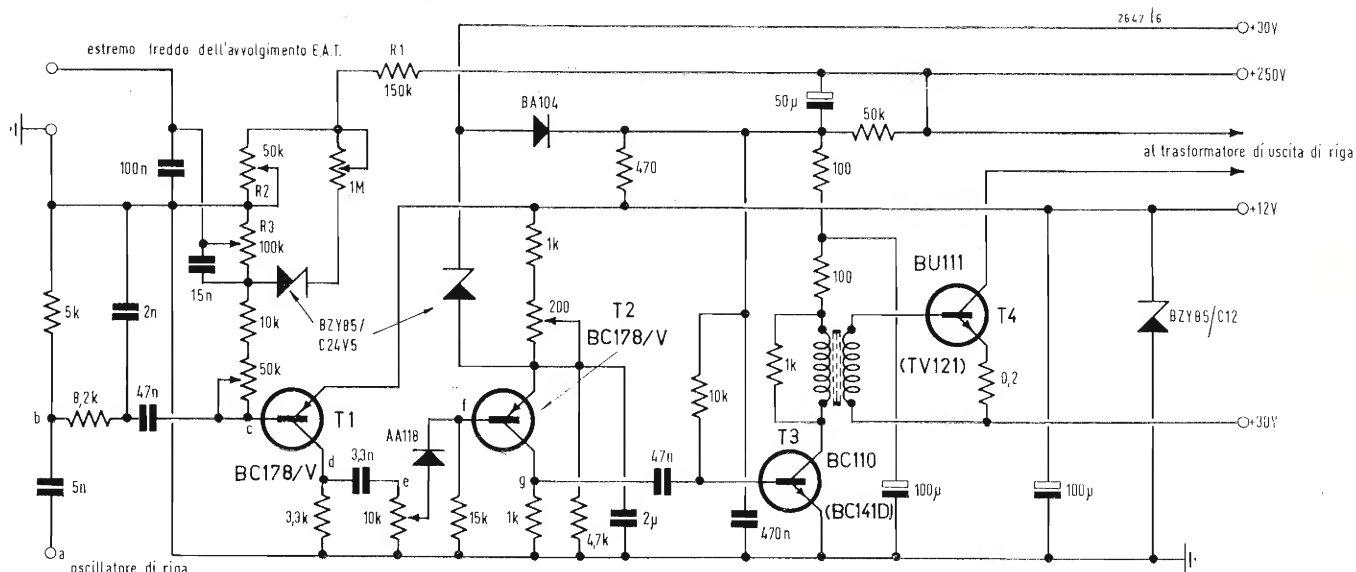 2647 t6
+30V
estremo freddo dell'avvolgimento E.A.T.
R1
150k
+250V
50µ
BA104
50k
100n
50k
R2
1M
470
100
al trasformatore di uscita di riga
+12V
R3
100k
1k
15n
100
BU111
5k
2n
BZY85/
C24V5
200
T2
BC178/V
T4
BZY85/C12
10k
1k
(TV121)
50k
0,2
8,2k
47n
10k
b
c
T1
f
T3
+30V
AA118
47n
BC110
BC178/V
d
3,3n
e
g
5n
100µ
100µ
(BC141D)
3,3k
10k
15k
1k
2µ
470n
4,7k
a
oscillatore di riga